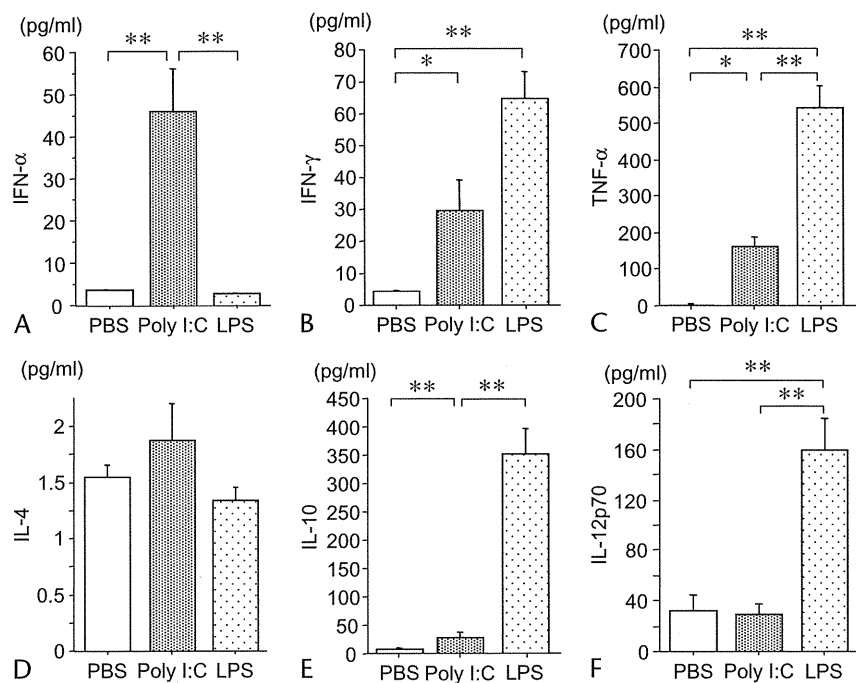 (pg/ml)
** **
60
50
40
30
20
10
0
IFN-α
PBS Poly I:C LPS
A
(pg/ml)
**
*
80
70
60
50
40
30
20
10
0
IFN-γ
PBS Poly I:C LPS
B
(pg/ml)
**
* **
700
600
500
400
300
200
100
0
TNF-α
PBS Poly I:C LPS
C
(pg/ml)
2
1.5
1
0.5
0
IL-4
PBS Poly I:C LPS
D
(pg/ml)
** **
450
400
350
300
250
200
150
100
50
0
IL-10
PBS Poly I:C LPS
E
(pg/ml)
**
**
200
160
120
80
40
0
IL-12p70
PBS Poly I:C LPS
F